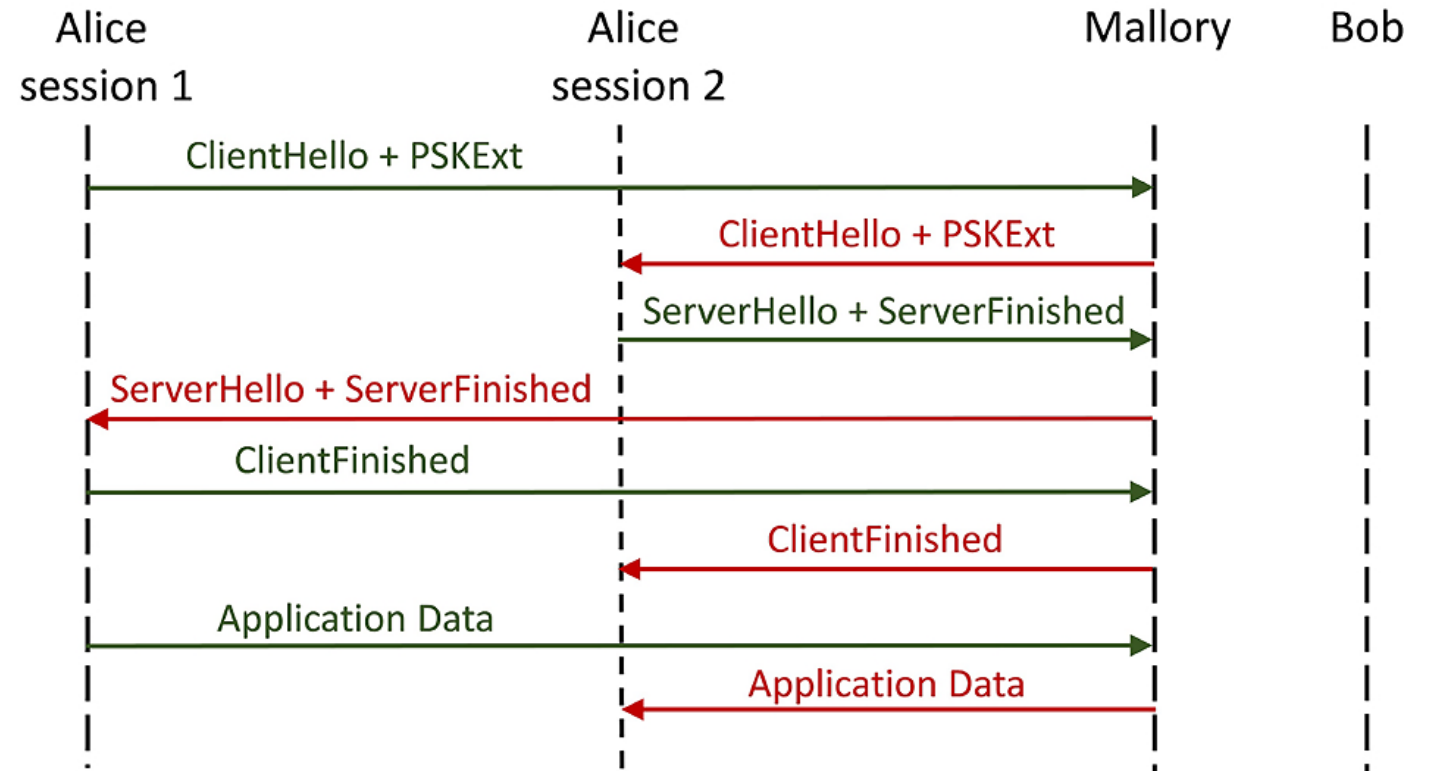 Alice
session 1
Alice
session 2
Mallory
Bob
ClientHello + PSKExt
ClientHello + PSKExt
ServerHello + ServerFinished
ServerHello + ServerFinished
ClientFinished
ClientFinished
Application Data
Application Data